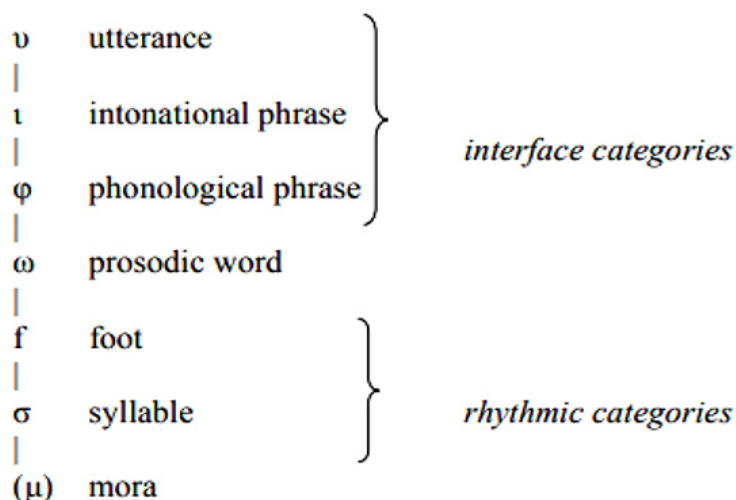 υ utterance
|
ι intonational phrase
| interface categories
φ phonological phrase
|
ω prosodic word
|
f foot
|
σ syllable rhythmic categories
|
(μ) mora